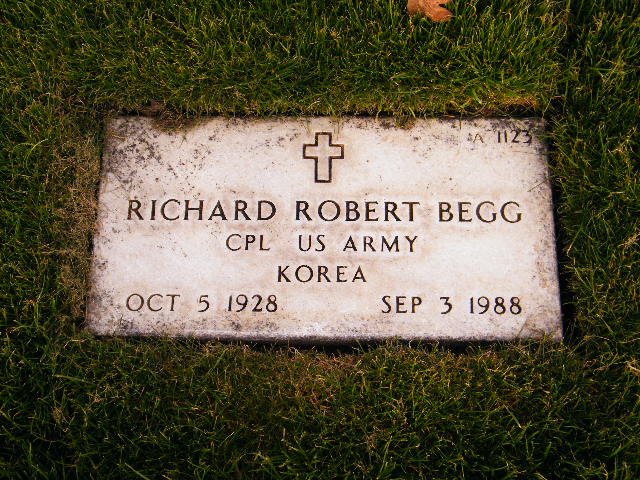 A 1123
RICHARD ROBERT BEGG
CPL US ARMY
KOREA
OCT 5 1928 SEP 3 1988